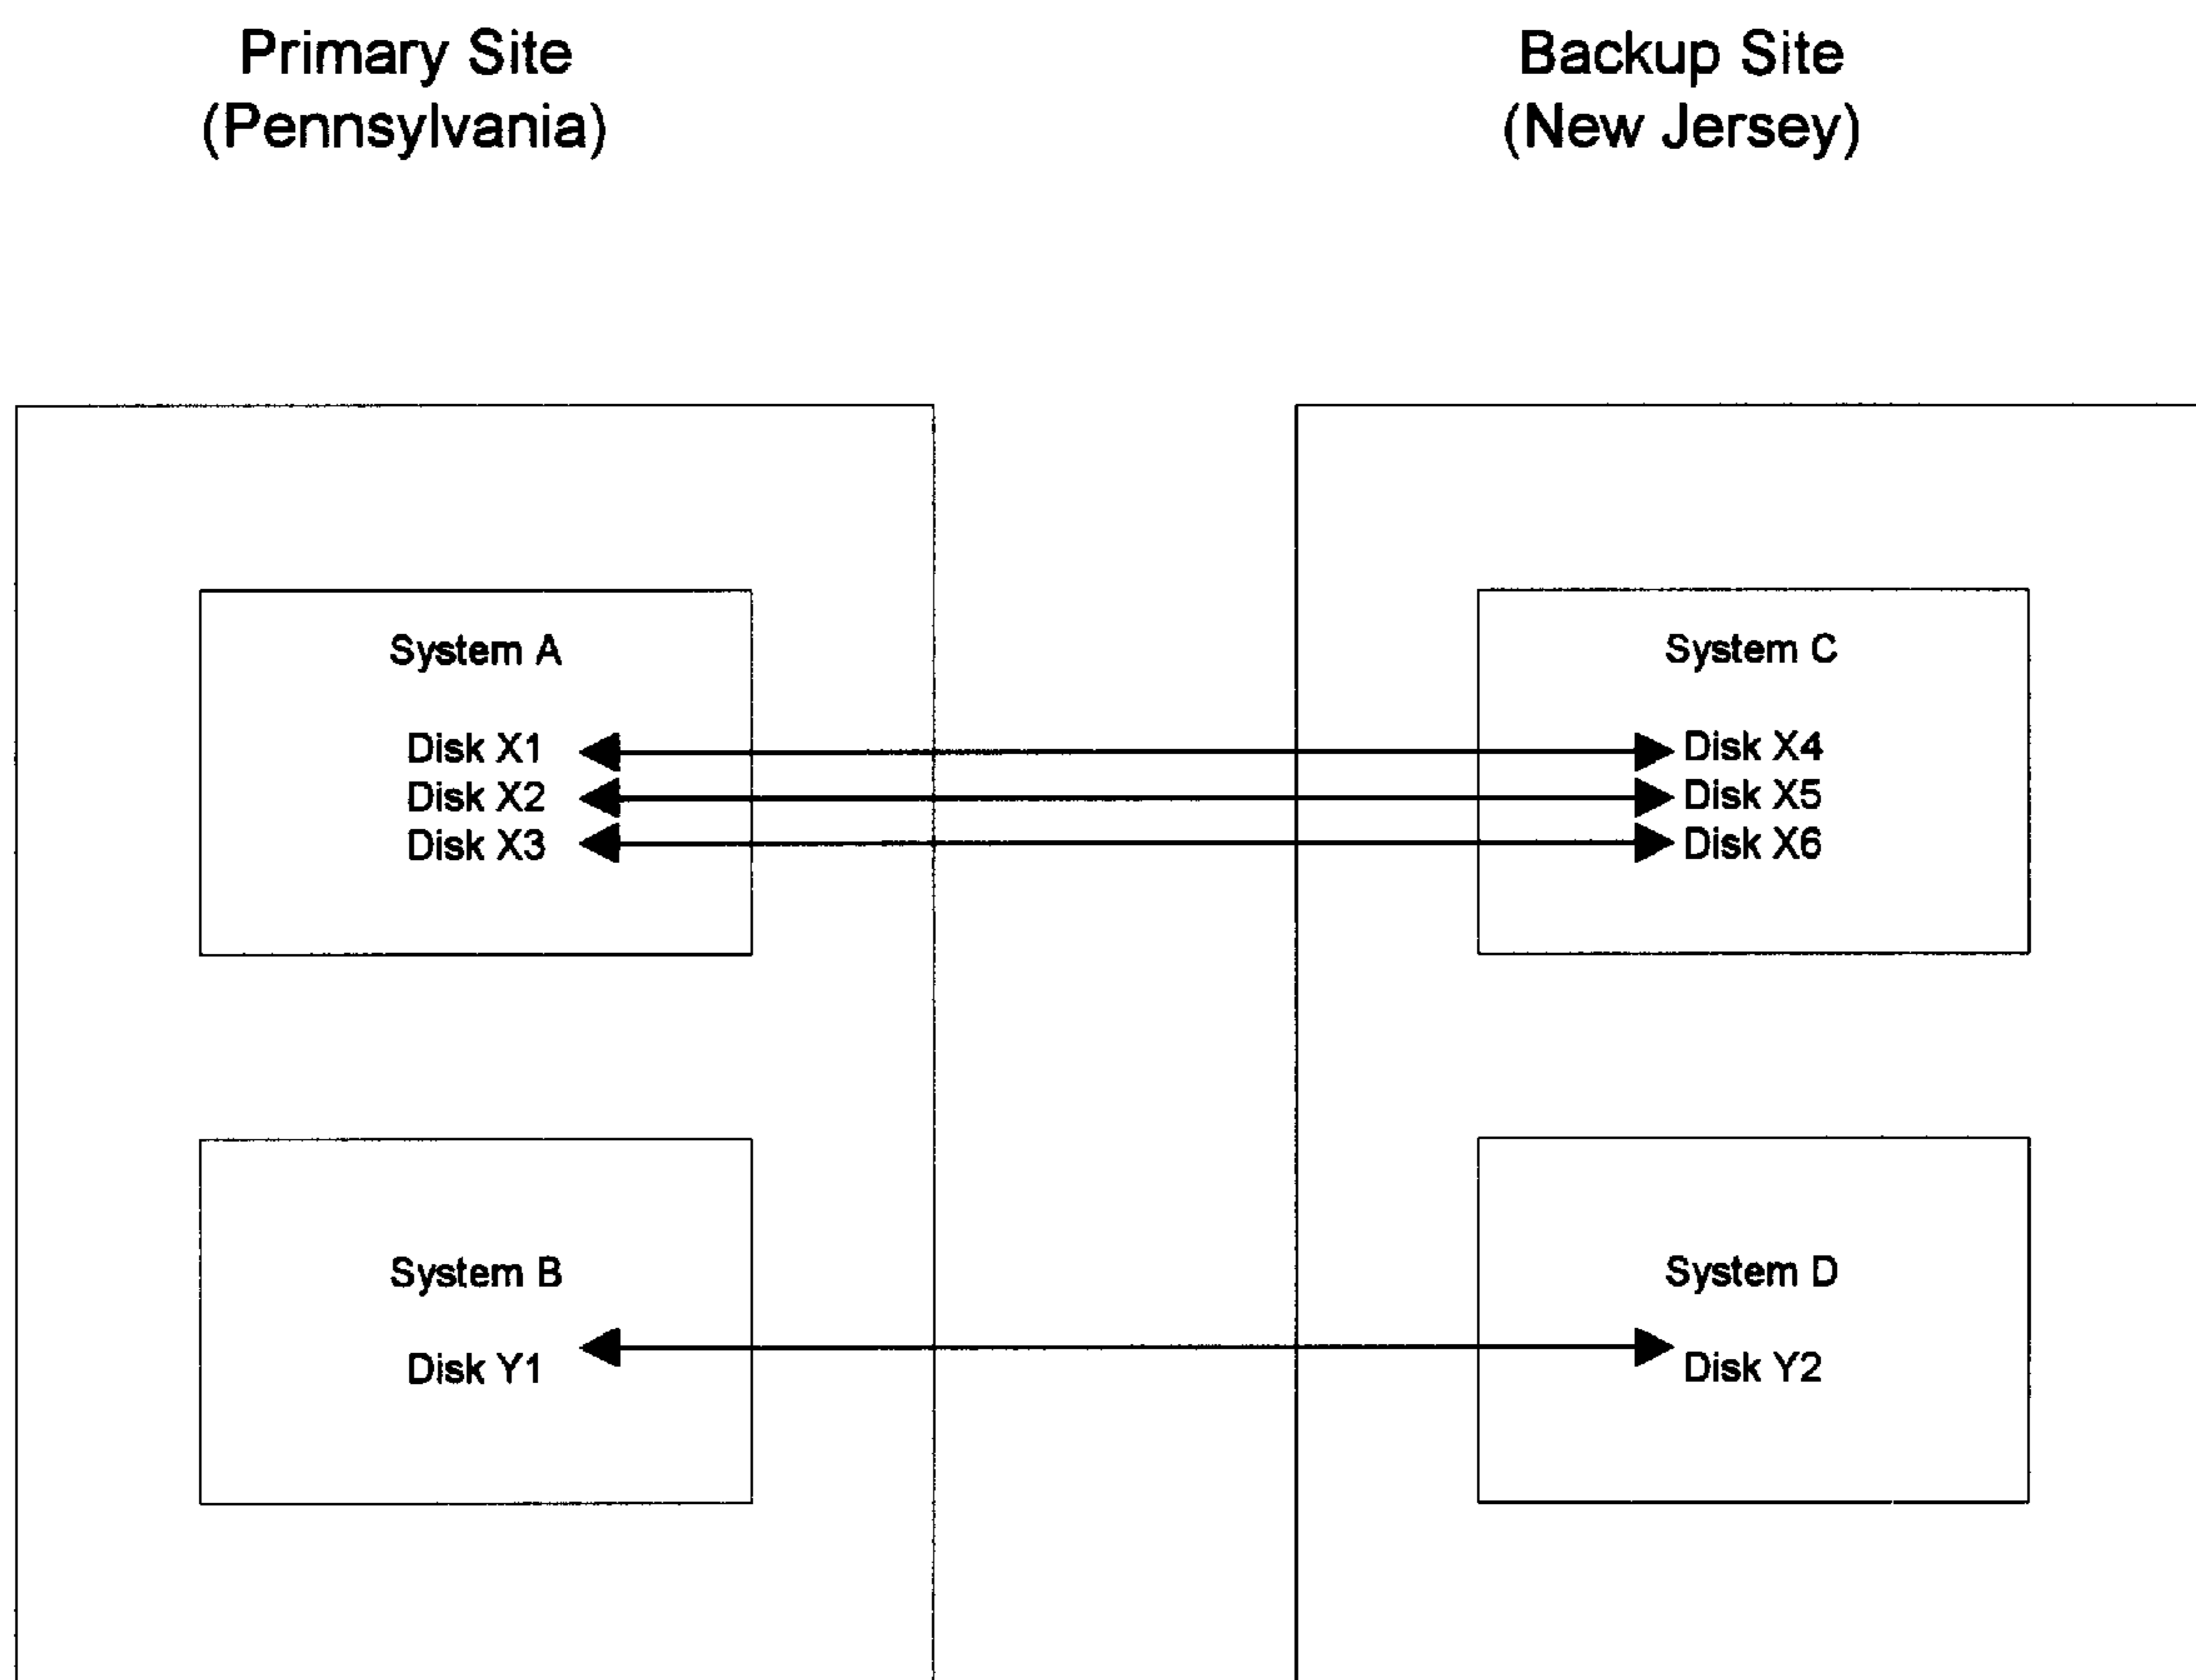 Primary Site
(Pennsylvania)
Backup Site
(New Jersey)
System A
Disk X1
Disk X2
Disk X3
System C
Disk X4
Disk X5
Disk X6
System B
Disk Y1
System D
Disk Y2